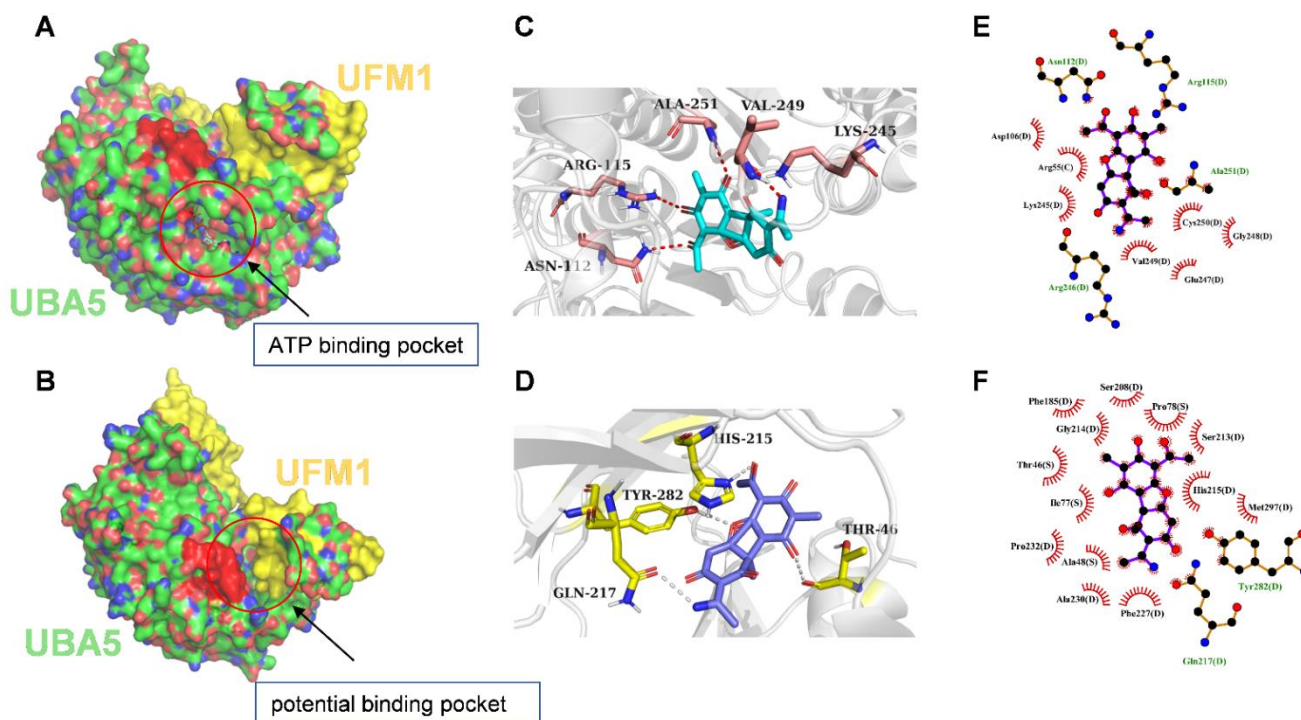 A
UFM1
UBA5
ATP binding pocket
B
UFM1
UBA5
potential binding pocket
C
ALA-251
VAL-249
LYS-245
ARG-115
ASN-112
D
HIS-215
TYR-282
THR-46
GLN-217
E
Asn112(D)
Arg115(D)
Asp106(D)
Arg55(C)
Ala251(D)
Lys245(D)
Cys250(D)
Gly248(D)
Val249(D)
Glu247(D)
Arg246(D)
F
Ser208(D)
Phe185(D)
Pro78(S)
Gly214(D)
Ser213(D)
Thr46(S)
His215(D)
Ile77(S)
Met297(D)
Pro232(D)
Ala48(S)
Tyr282(D)
Ala230(D)
Phe227(D)
Gln217(D)